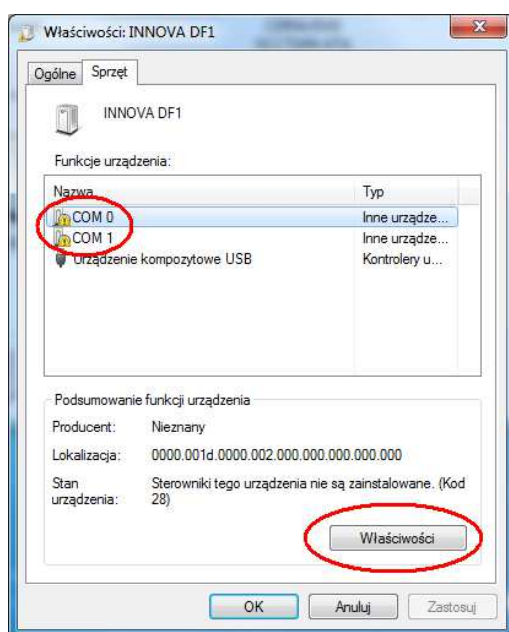 Właściwości: INNOVA DF1
Ogólne Sprzęt
INNOVA DF1
Funkcje urządzenia:
Nazwa Typ
COM 0 Inne urządze...
COM 1 Inne urządze...
Urządzenie kompozytowe USB Kontrolery u...
Podsumowanie funkcji urządzenia
Producent: Nieznany
Lokalizacja: 0000.001d.0000.002.000.000.000.000.000
Stan urządzenia: Sterowniki tego urządzenia nie są zainstalowane. (Kod
28)
Właściwości
OK Anuluj Zastosuj